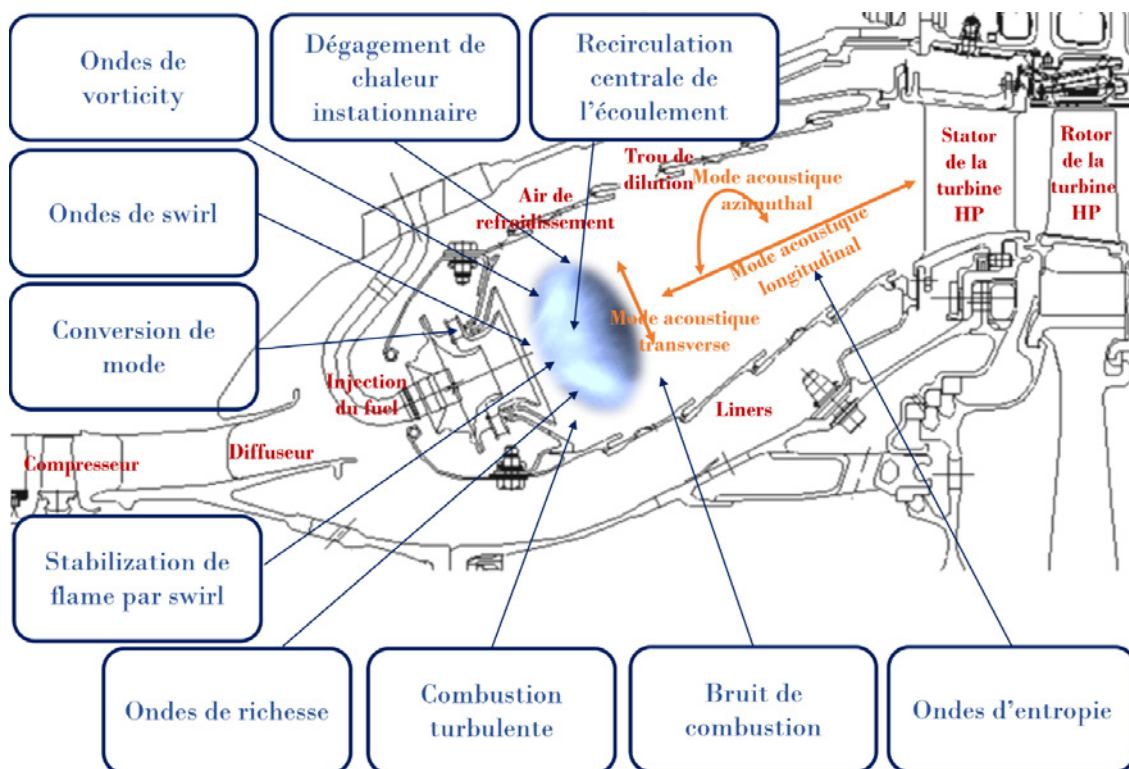 Ondes de
vorticity
Dégagement de
chaleur
instationnaire
Recirculation
centrale de
l'écoulement
Ondes de swirl
Conversion de
mode
Trou de
dilution
Air de
refroidissement
Mode acoustique
azimuthal
Mode acoustique
longitudinal
Mode acoustique
transverse
Stator
de la
turbine
HP
Rotor
de la
turbine
HP
Injection
du fuel
Liners
Diffuseur
Compresseur
Stabilization de
flame par swirl
Ondes de richesse
Combustion
turbulente
Bruit de
combustion
Ondes d'entropie